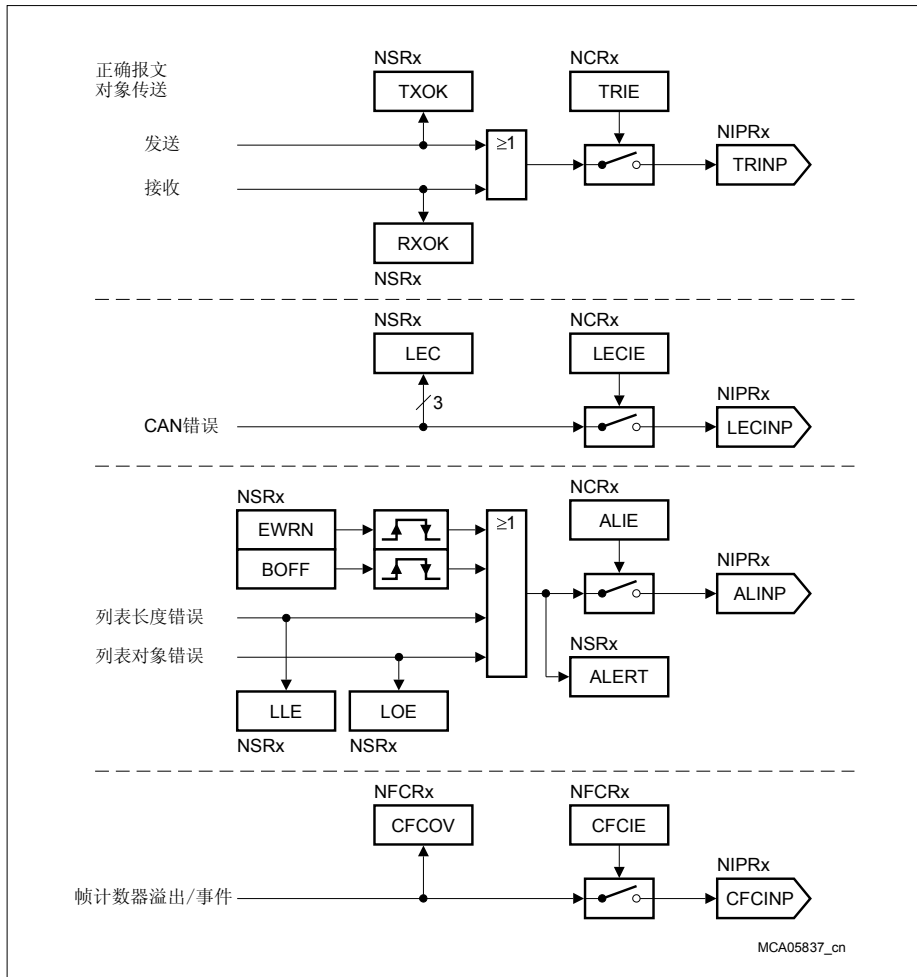 正确报文
对象传送
NSRx
TXOK
NCRx
TRIE
发送
≥1
NIPRx
TRINP
接收
RXOK
NSRx
NSRx
LEC
NCRx
LECIE
3
CAN错误
NIPRx
LECINP
NSRx
EWRN
BOFF
≥1
NCRx
ALIE
NIPRx
ALINP
列表长度错误
列表对象错误
NSRx
ALERT
LLE
NSRx
LOE
NSRx
NFCRx
CFCOV
NFCRx
CFCIE
帧计数器溢出/事件
NIPRx
CFCINP
MCA05837_cn